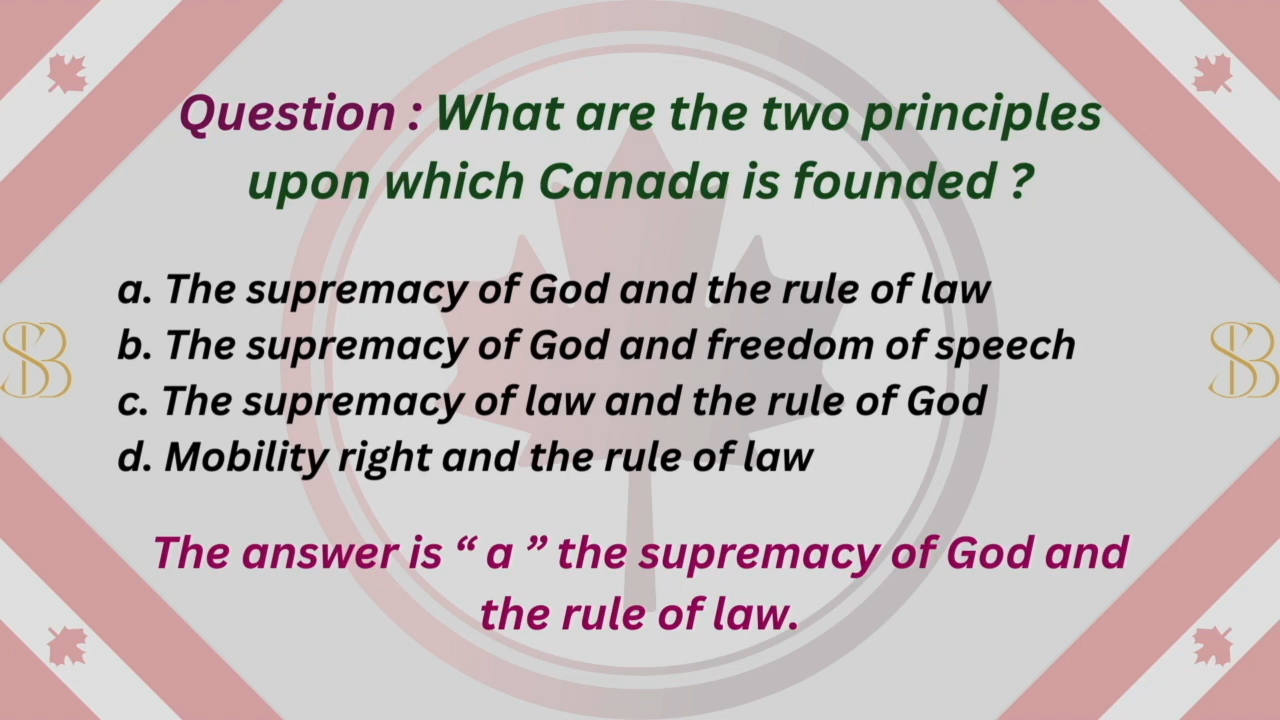 Question : What are the two principles
upon which Canada is founded ?
a. The supremacy of God and the rule of law
b. The supremacy of God and freedom of speech
c. The supremacy of law and the rule of God
d. Mobility right and the rule of law
SB
SB
The answer is “ a ” the supremacy of God and
the rule of law.